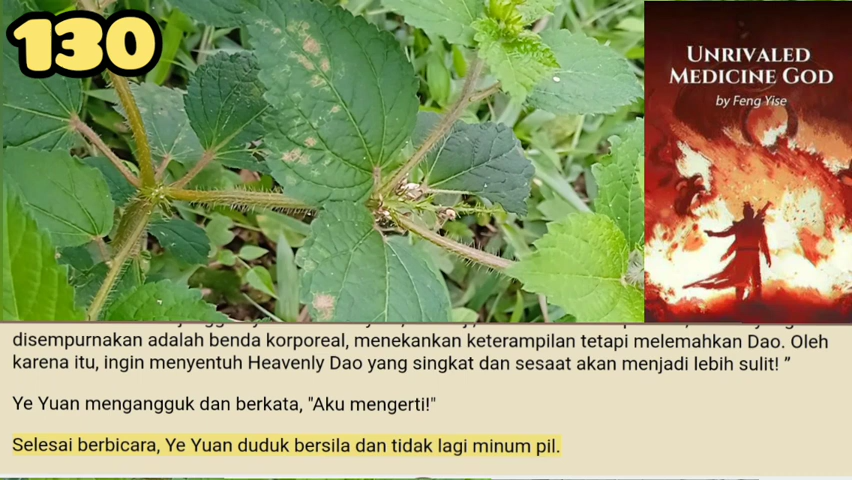 130
UNRIVALED
MEDICINE GOD
by Feng Yise
disempurnakan adalah benda korporeal, menekankan keterampilan tetapi melemahkan Dao. Oleh
karena itu, ingin menyentuh Heavenly Dao yang singkat dan sesaat akan menjadi lebih sulit! ”
Ye Yuan mengangguk dan berkata, "Aku mengerti!"
Selesai berbicara, Ye Yuan duduk bersila dan tidak lagi minum pil.